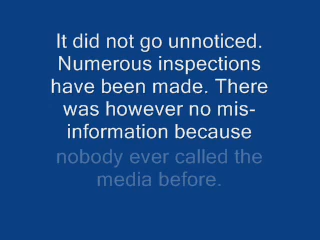 It did not go unnoticed.
Numerous inspections
have been made. There
was however no mis-
information because
nobody ever called the
media before.